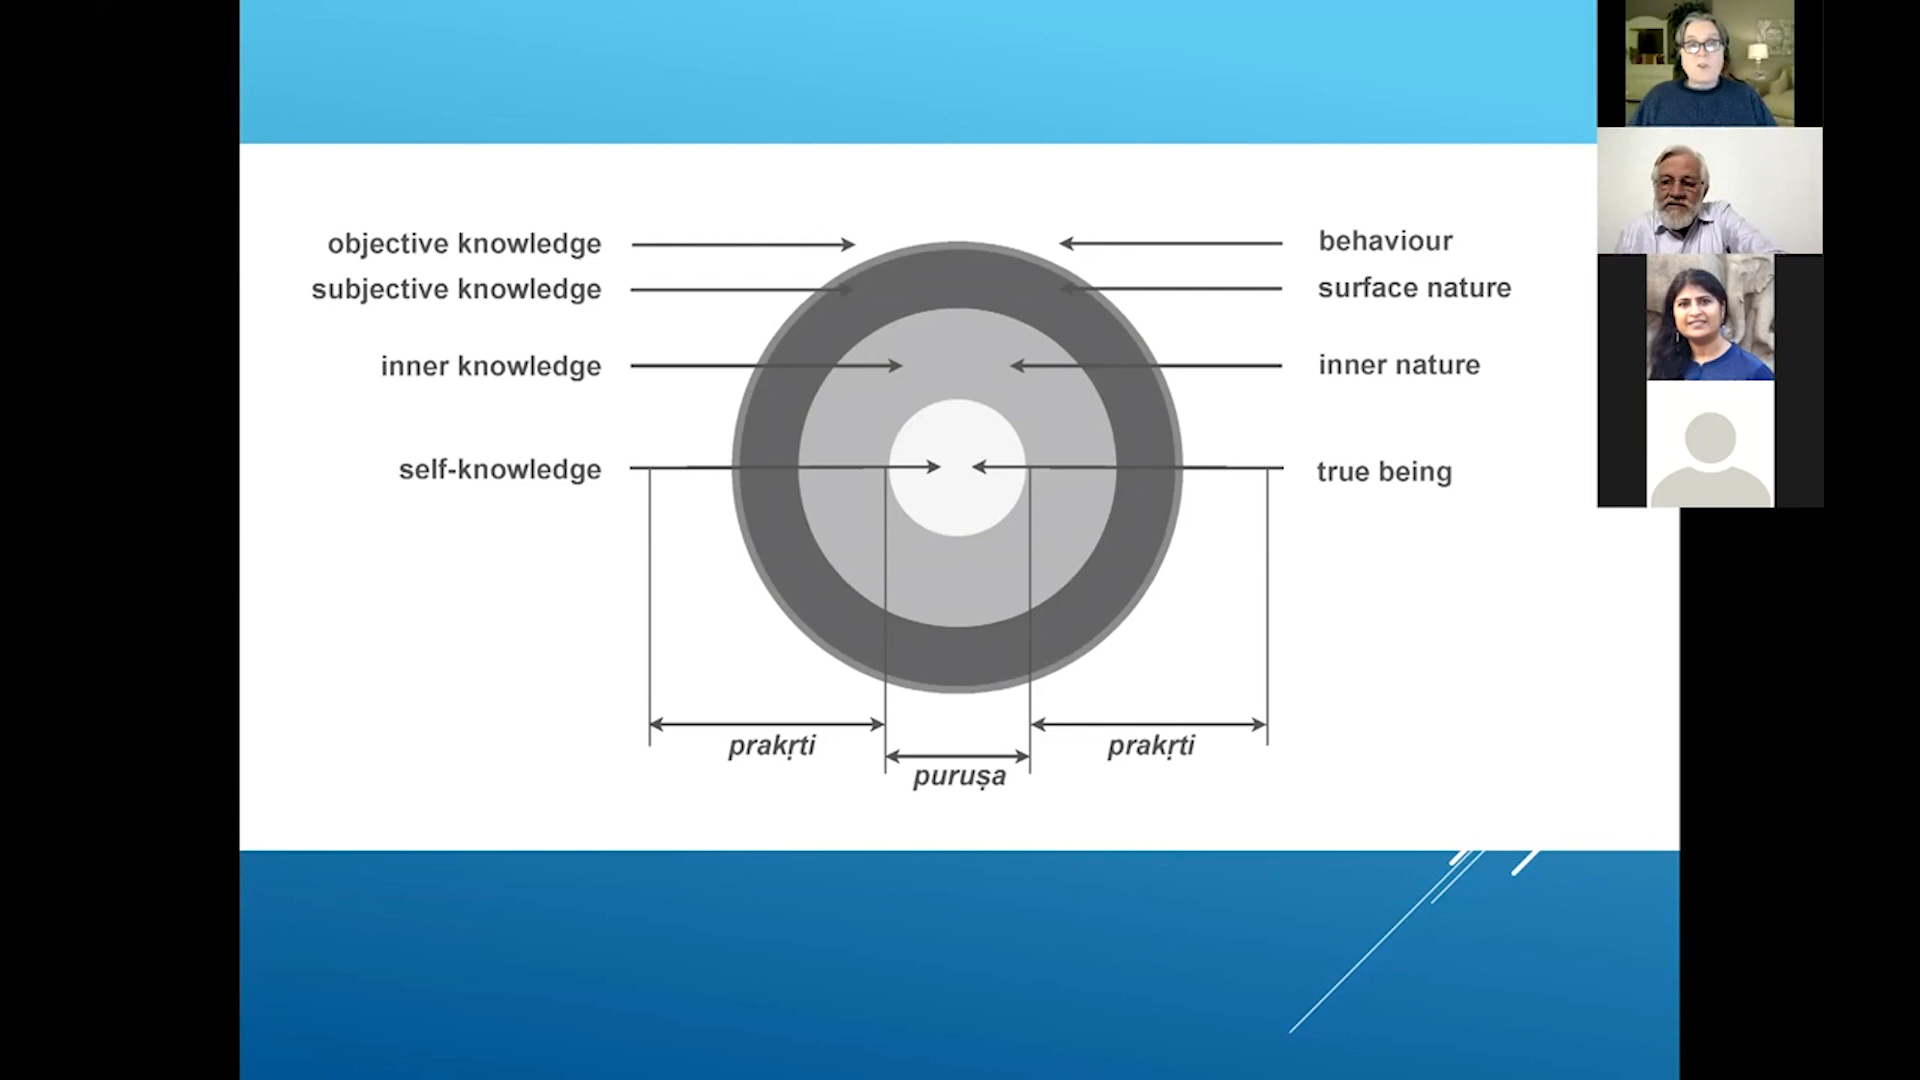 objective knowledge
behaviour
subjective knowledge
surface nature
inner knowledge
inner nature
self-knowledge
true being
prakṛti
prakṛti
puruṣa